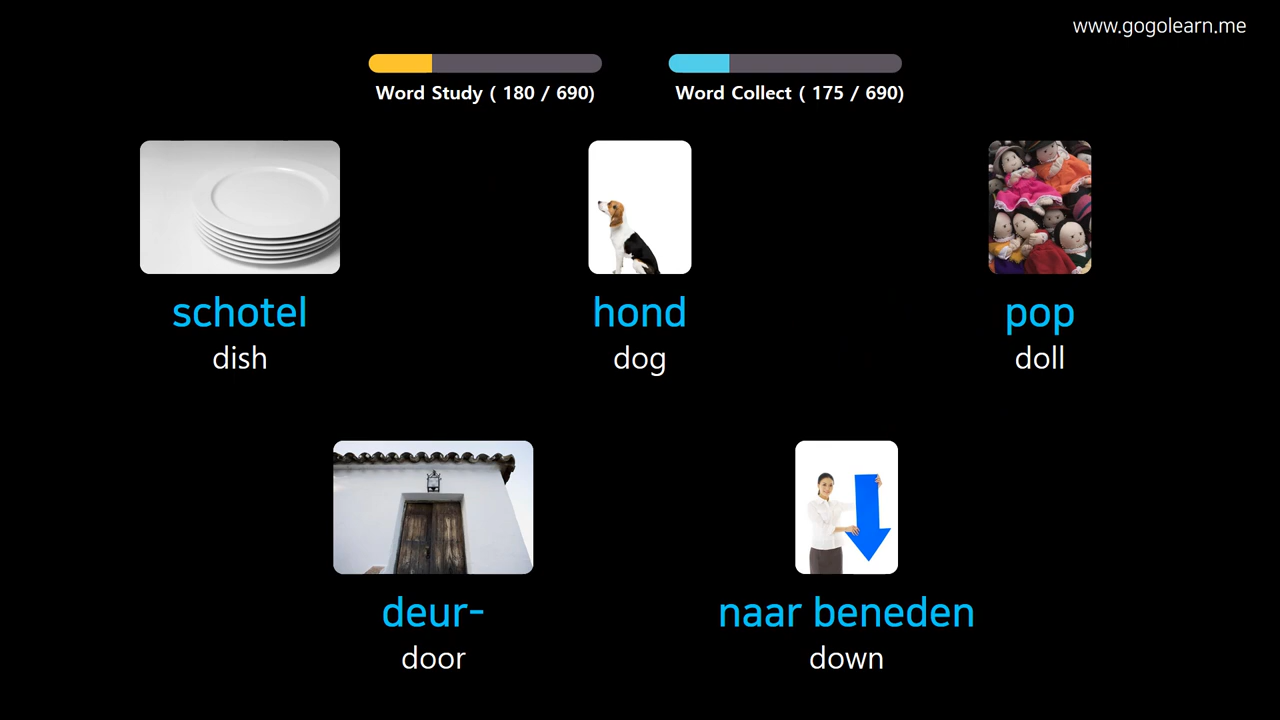 www.gogolearn.me
Word Study ( 180 / 690)
Word Collect ( 175 / 690)
schotel
dish
hond
dog
pop
doll
deur-
door
naar beneden
down